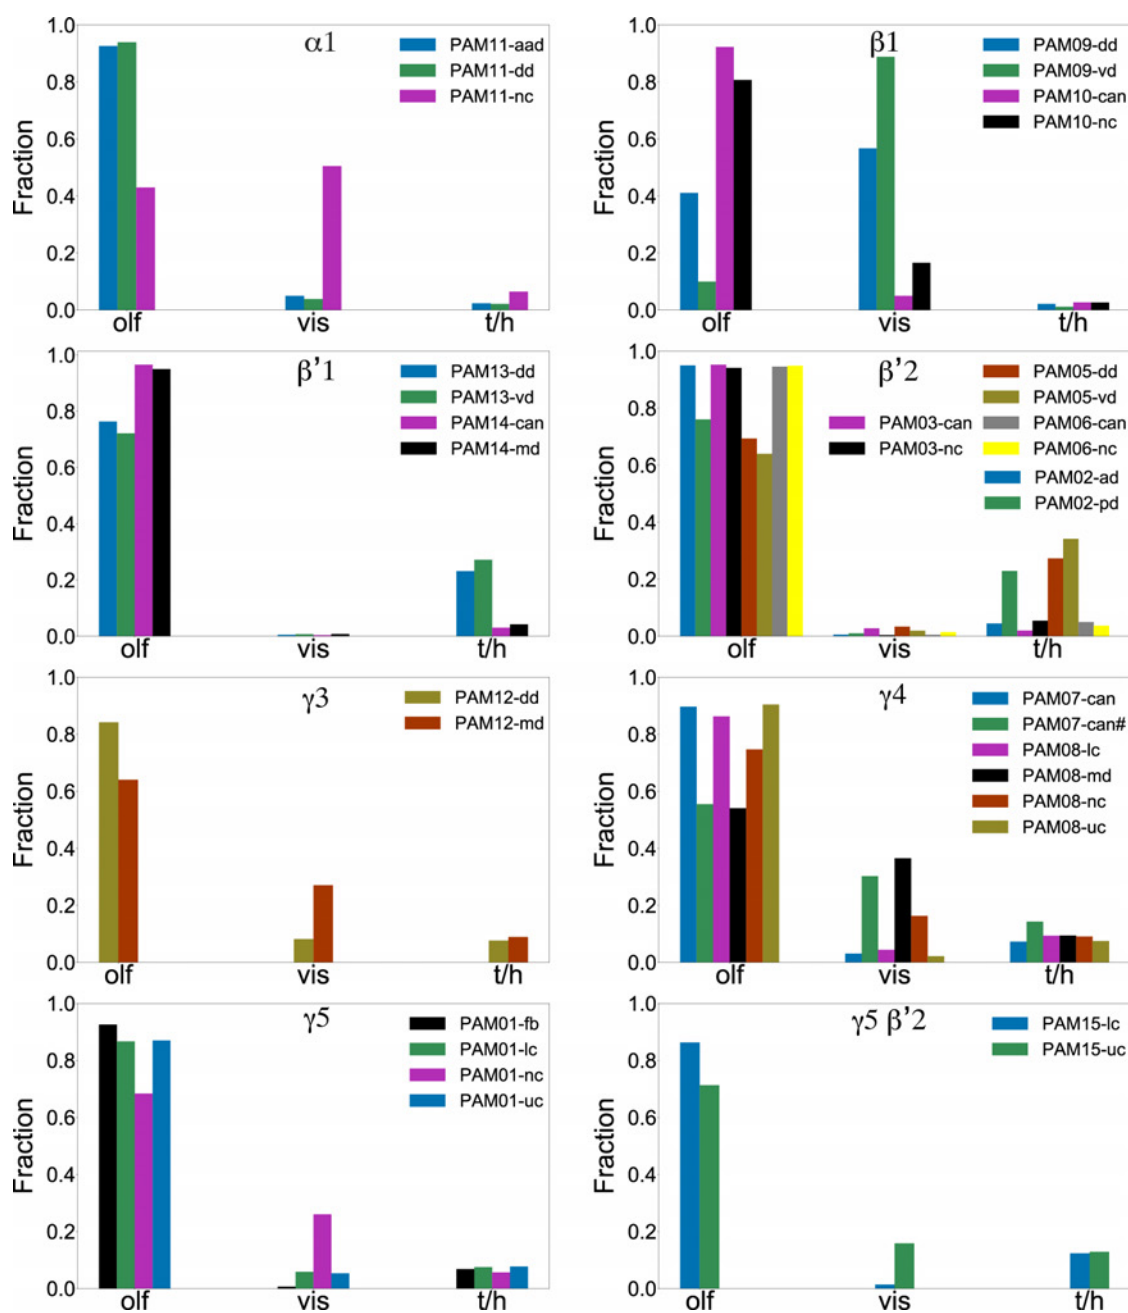 α1
PAM11-aad
PAM11-dd
PAM11-nc
Fraction
1.0
0.8
0.6
0.4
0.2
0.0
olf vis t/h
β1
PAM09-dd
PAM09-vd
PAM10-can
PAM10-nc
Fraction
1.0
0.8
0.6
0.4
0.2
0.0
olf vis t/h
β'1
PAM13-dd
PAM13-vd
PAM14-can
PAM14-md
Fraction
1.0
0.8
0.6
0.4
0.2
0.0
olf vis t/h
β'2
PAM03-can
PAM03-nc
PAM05-dd
PAM05-vd
PAM06-can
PAM06-nc
PAM02-ad
PAM02-pd
Fraction
1.0
0.8
0.6
0.4
0.2
0.0
olf vis t/h
γ3
PAM12-dd
PAM12-md
Fraction
1.0
0.8
0.6
0.4
0.2
0.0
olf vis t/h
γ4
PAM07-can
PAM07-can#
PAM08-lc
PAM08-md
PAM08-nc
PAM08-uc
Fraction
1.0
0.8
0.6
0.4
0.2
0.0
olf vis t/h
γ5
PAM01-fb
PAM01-lc
PAM01-nc
PAM01-uc
Fraction
1.0
0.8
0.6
0.4
0.2
0.0
olf vis t/h
γ5 β'2
PAM15-lc
PAM15-uc
Fraction
1.0
0.8
0.6
0.4
0.2
0.0
olf vis t/h